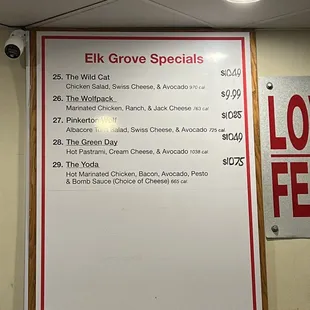 Elk Grove Specials
25. The Wild Cat $10.49
Chicken Salad, Swiss Cheese, & Avocado 970 cal
26. The Wolfpack $9.99
Marinated Chicken, Ranch, & Jack Cheese 763 cal
27. Pinkerton $10.85
Albacore Salad, Swiss Cheese, & Avocado 735 cal
28. The Green Day $10.49
Hot Pastrami, Cream Cheese, & Avocado 1038 cal
29. The Yoda $10.75
Hot Marinated Chicken, Bacon, Avocado, Pesto
& Bomb Sauce (Choice of Cheese) 665 cal
LO
FE